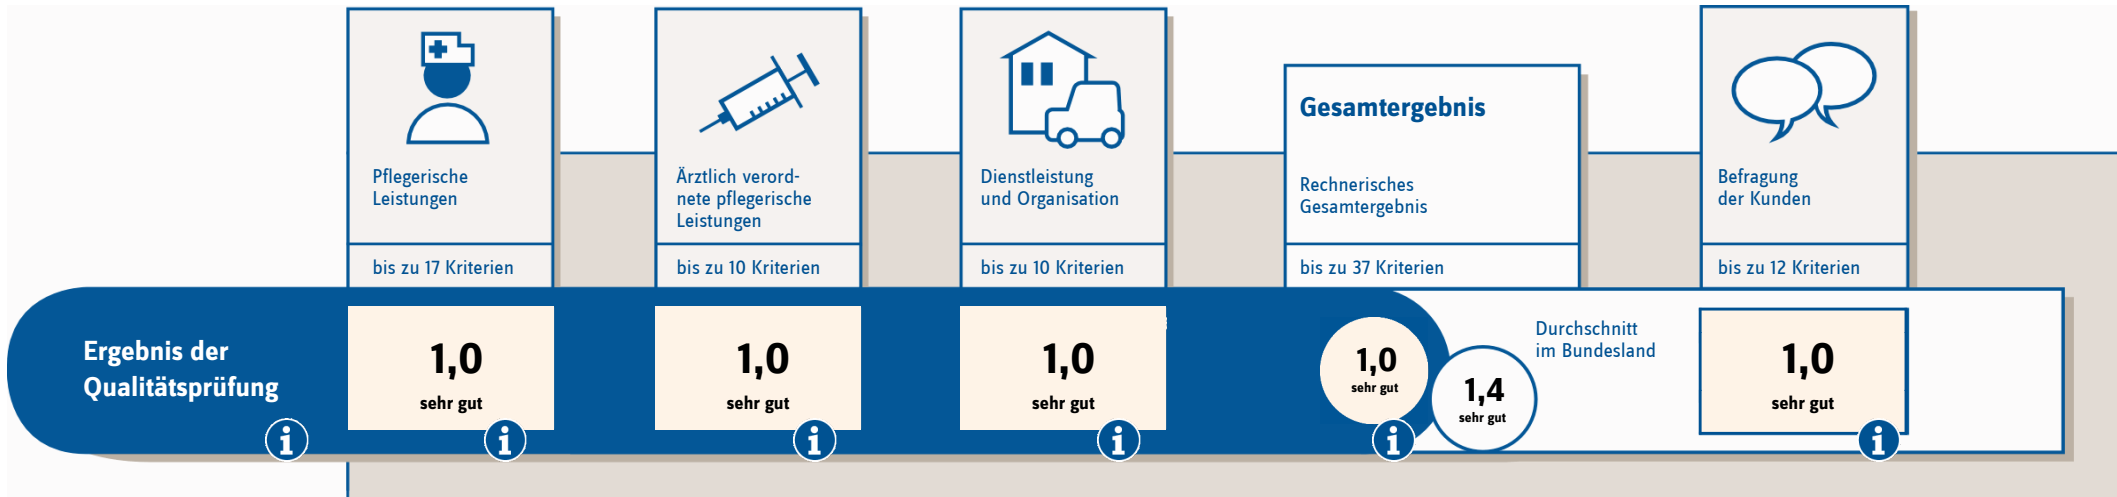 Pflegerische
Leistungen
bis zu 17 Kriterien
Ärztlich verord-
nete pflegerische
Leistungen
bis zu 10 Kriterien
Dienstleistung
und Organisation
bis zu 10 Kriterien
Gesamtergebnis
Rechnerisches
Gesamtergebnis
bis zu 37 Kriterien
Befragung
der Kunden
bis zu 12 Kriterien
Ergebnis der
Qualitätsprüfung
i
1,0
sehr gut
i
1,0
sehr gut
i
1,0
sehr gut
i
1,0
sehr gut
i
1,4
sehr gut
Durchschnitt
im Bundesland
1,0
sehr gut
i